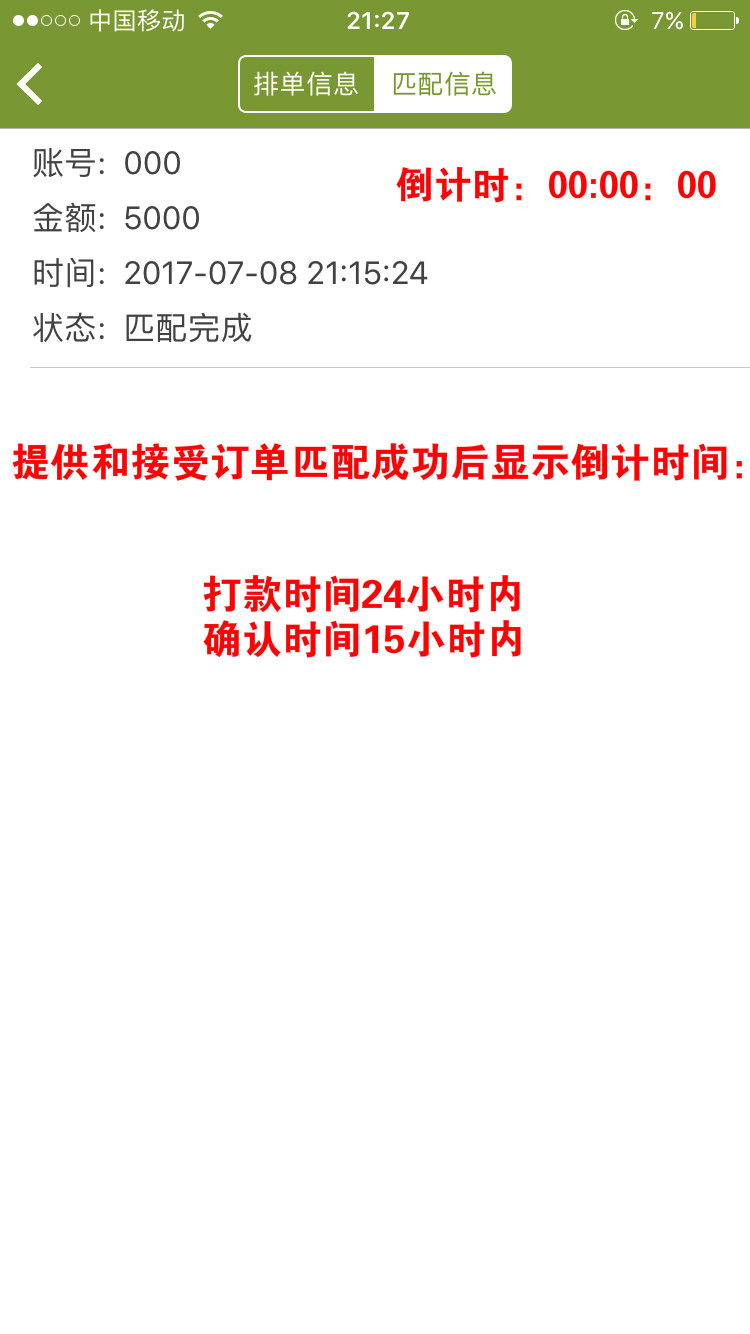 中国移动 21:27 7%
排单信息 匹配信息
账号: 000
倒计时：00:00：00
金额: 5000
时间: 2017-07-08 21:15:24
状态: 匹配完成
提供和接受订单匹配成功后显示倒计时间：
打款时间24小时内
确认时间15小时内